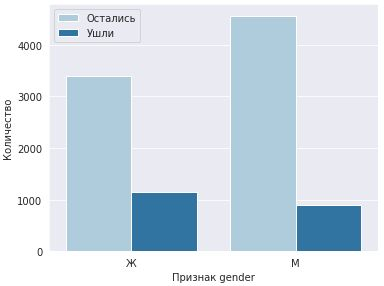 Остались
Ушли
4000
3000
2000
1000
0
Количество
Ж
М
Признак gender